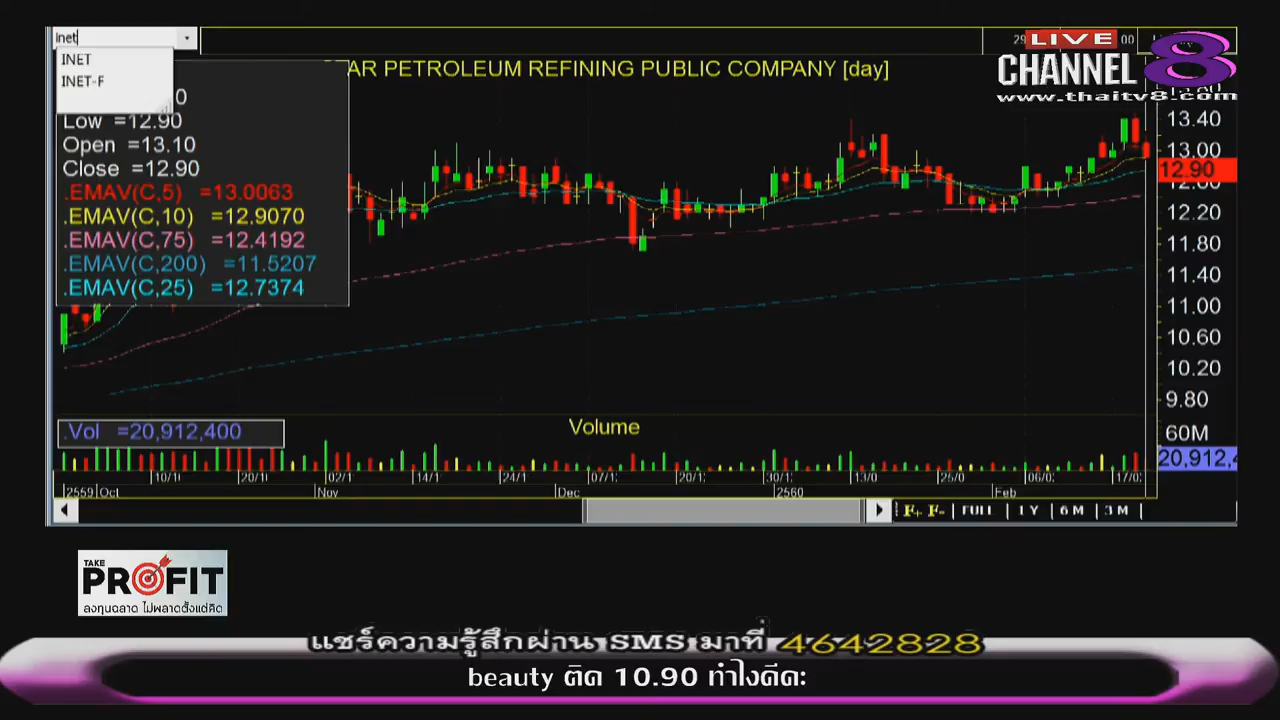 inet
INET
INET-F
LIVE
CHANNEL 8
www.thaitv8.com
AR PETROLEUM REFINING PUBLIC COMPANY [day]
Low =12.90
Open =13.10
Close =12.90
.EMAV(C,5) =13.0063
.EMAV(C,10) =12.9070
.EMAV(C,75) =12.4192
.EMAV(C,200) =11.5207
.EMAV(C,25) =12.7374
13.40
13.00
12.90
12.20
11.80
11.40
11.00
10.60
10.20
9.80
60M
.Vol =20,912,400
Volume
20,912,4
10/1 20/1 02/1 14/1 24/1 07/1 20/1 30/1 13/0 25/0 06/0 17/0
2559 Oct Nov Dec 2560 Feb
F+ F- FULL 1 Y 6 M 3 M
TAKE
PROFIT
ลงทุนฉลาด ไม่พลาดตั้งแต่คิด
แชร์ความรู้สึกผ่าน SMS มาที่ 4642828
beauty ติด 10.90 ทำไงดีคะ